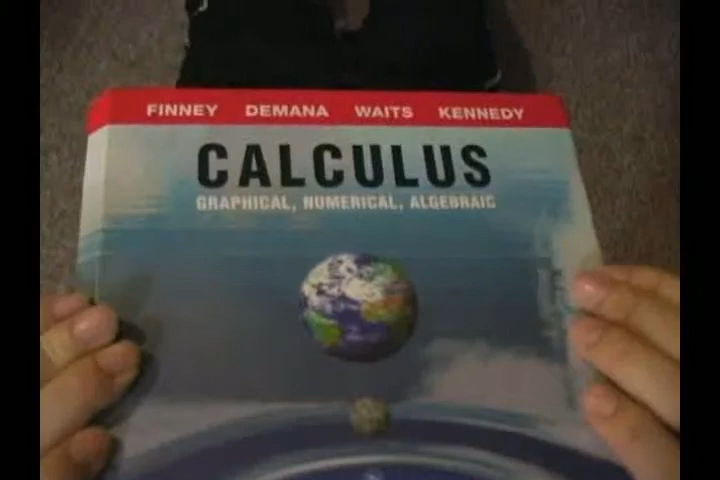 FINNEY DEMANA WAITS KENNEDY
CALCULUS
GRAPHICAL, NUMERICAL, ALGEBRAIC